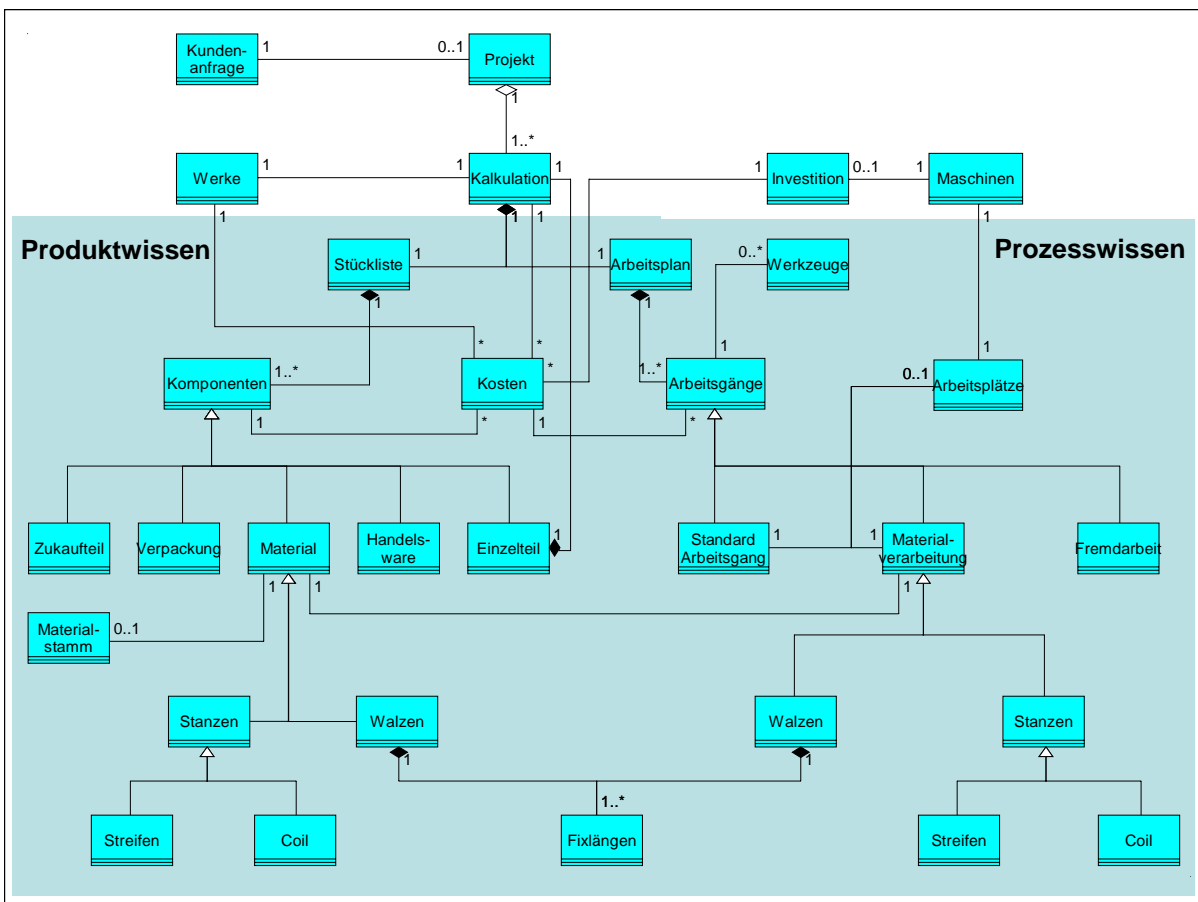 Kunden-
anfrage
1
0..1
Projekt
1
1..*
Werke
1
1
Kalkulation
1
1
Investition
0..1
1
Maschinen
1
1
1
1
Produktwissen
Prozesswissen
Stückliste
1
1
Arbeitsplan
0..*
Werkzeuge
1
1
*
*
1
1
Komponenten
1..*
Kosten
*
1..*
Arbeitsgänge
0..1
Arbeitsplätze
1
*
1
*
Zukaufteil
Verpackung
Material
Handels-
ware
Einzelteil
1
Standard
Arbeitsgang
1
1
Material-
verarbeitung
Fremdarbeit
1
1
1
Material-
stamm
0..1
Stanzen
Walzen
Walzen
Stanzen
1
1
1..*
Streifen
Coil
Fixlängen
Streifen
Coil